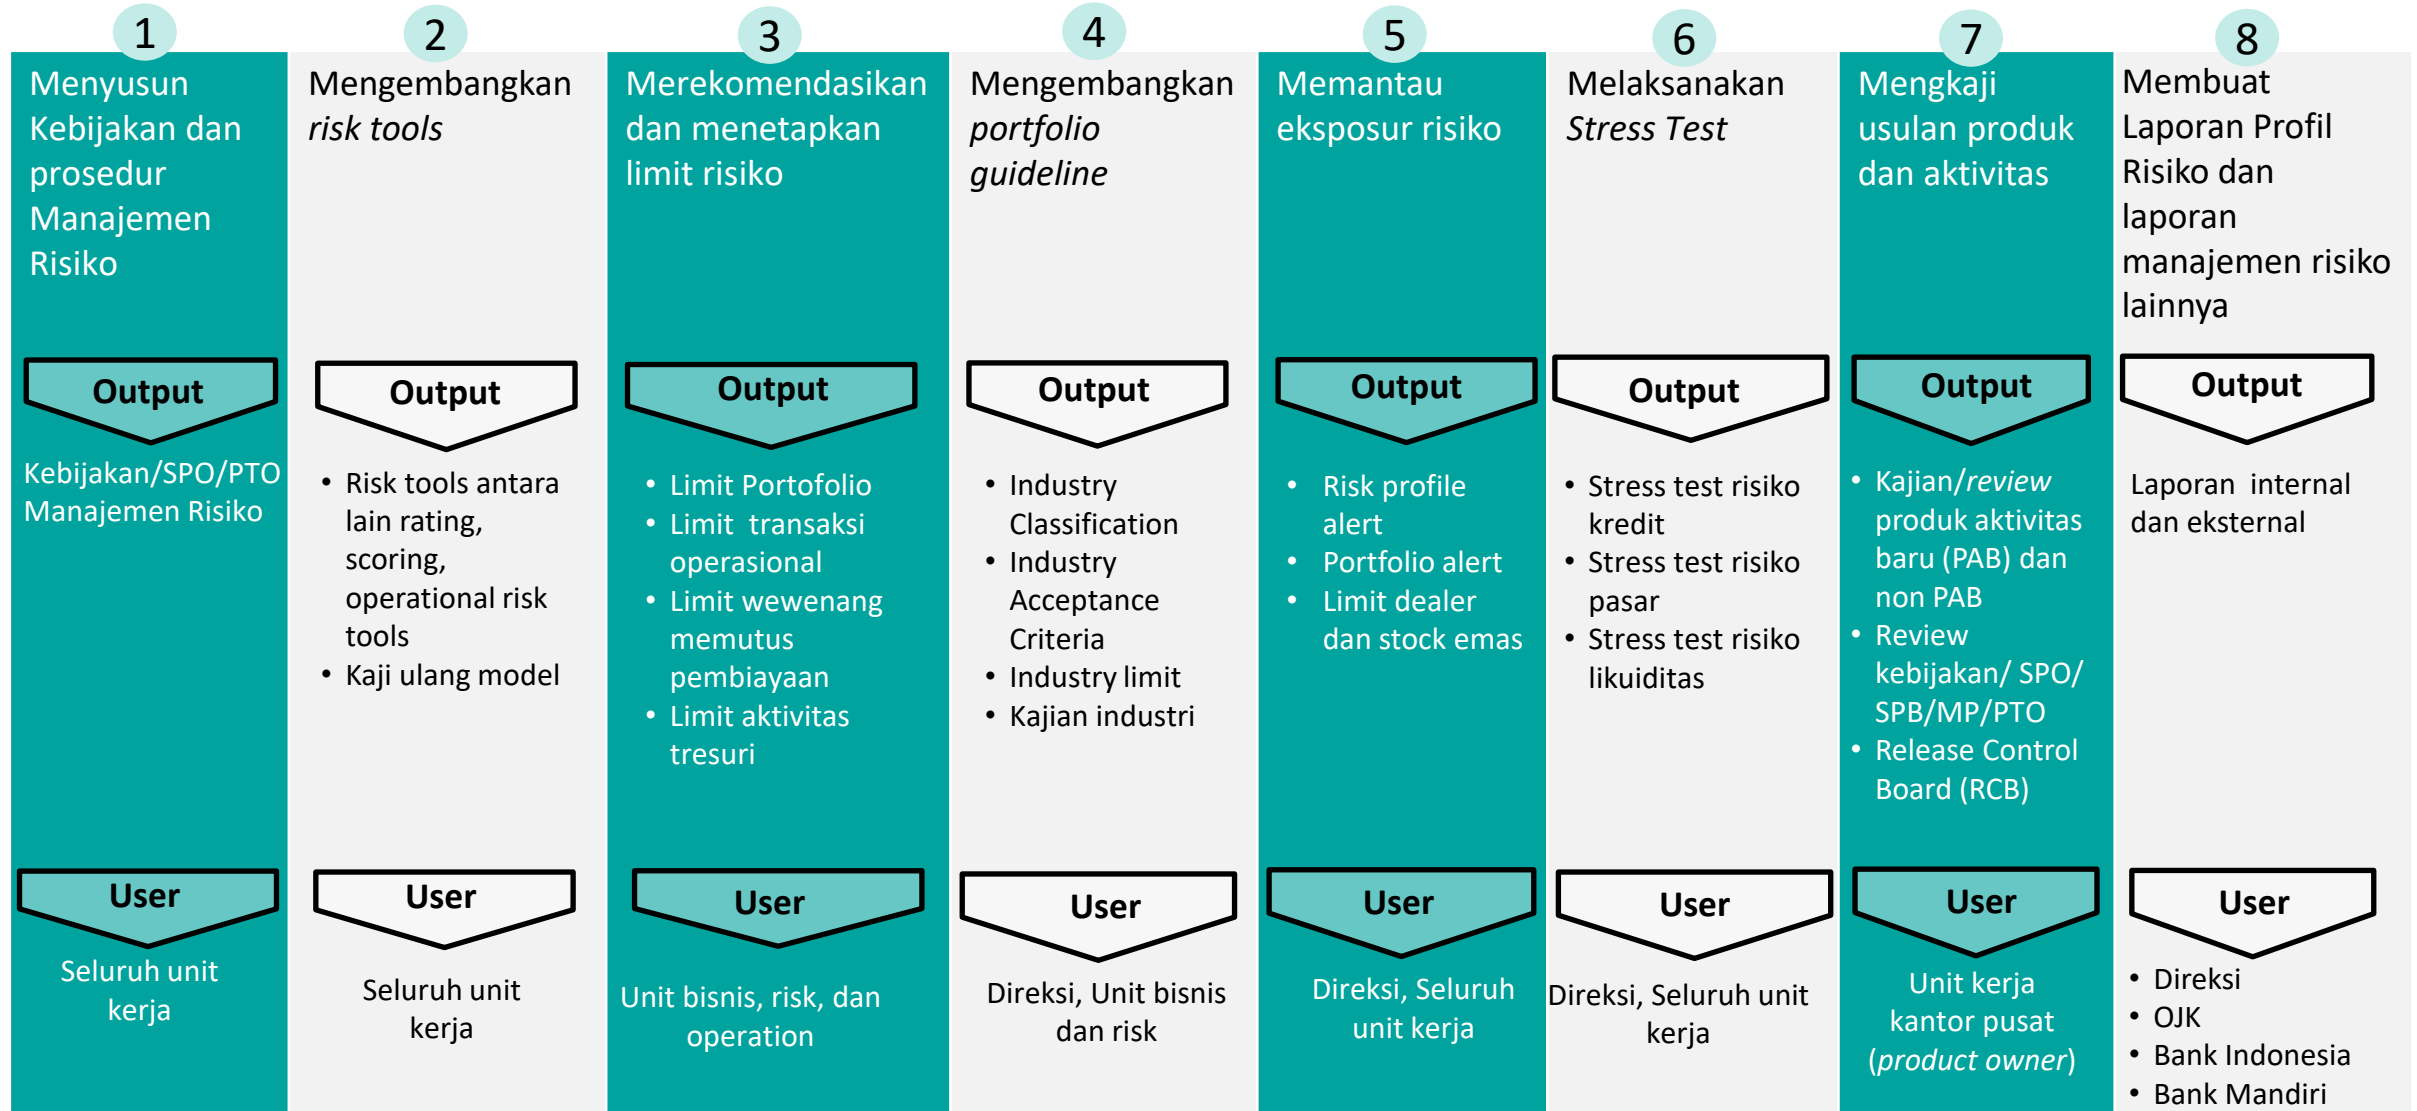 1
Menyusun
Kebijakan dan
prosedur
Manajemen
Risiko
Output
Kebijakan/SPO/PTO
Manajemen Risiko
User
Seluruh unit
kerja
2
Mengembangkan
risk tools
Output
• Risk tools antara
lain rating,
scoring,
operational risk
tools
• Kaji ulang model
User
Seluruh unit
kerja
3
Merekomendasikan
dan menetapkan
limit risiko
Output
• Limit Portofolio
• Limit transaksi
operasional
• Limit wewenang
memutus
pembiayaan
• Limit aktivitas
tresuri
User
Unit bisnis, risk, dan
operation
4
Mengembangkan
portfolio
guideline
Output
• Industry
Classification
• Industry
Acceptance
Criteria
• Industry limit
• Kajian industri
User
Direksi, Unit bisnis
dan risk
5
Memantau
eksposur risiko
Output
• Risk profile
alert
• Portfolio alert
• Limit dealer
dan stock emas
User
Direksi, Seluruh
unit kerja
6
Melaksanakan
Stress Test
Output
• Stress test risiko
kredit
• Stress test risiko
pasar
• Stress test risiko
likuiditas
User
Direksi, Seluruh unit
kerja
7
Mengkaji
usulan produk
dan aktivitas
Output
• Kajian/review
produk aktivitas
baru (PAB) dan
non PAB
• Review
kebijakan/ SPO/
SPB/MP/PTO
• Release Control
Board (RCB)
User
Unit kerja
kantor pusat
(product owner)
8
Membuat
Laporan Profil
Risiko dan
laporan
manajemen risiko
lainnya
Output
Laporan internal
dan eksternal
User
• Direksi
• OJK
• Bank Indonesia
• Bank Mandiri